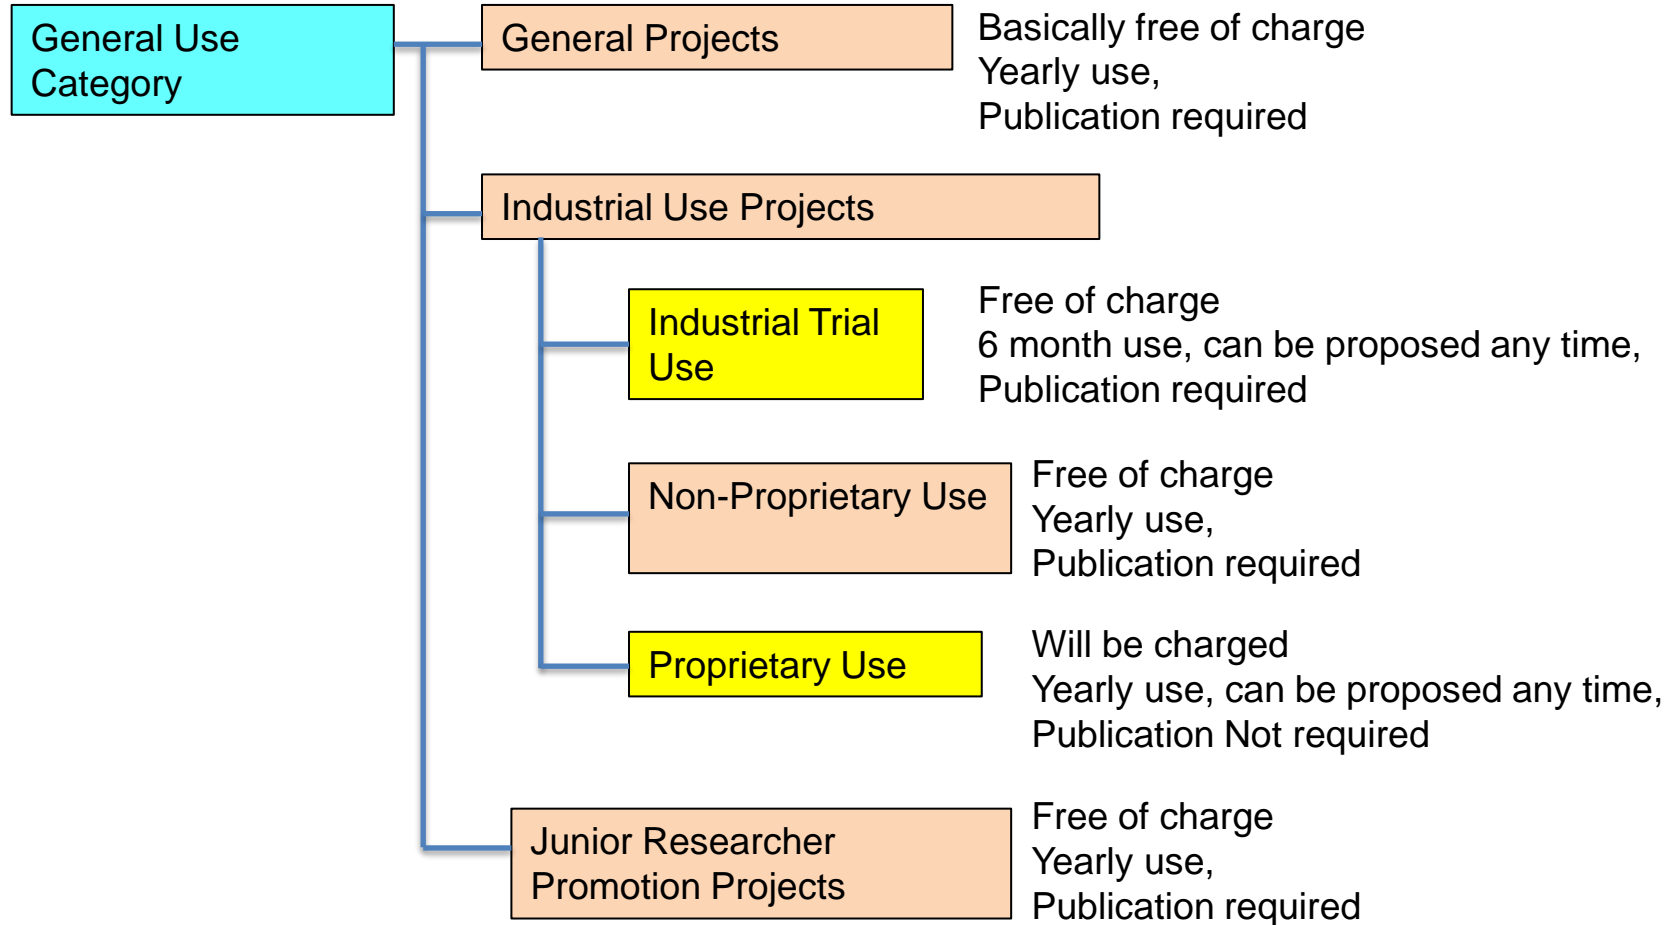 General Use
Category
General Projects
Basically free of charge
Yearly use,
Publication required
Industrial Use Projects
Industrial Trial
Use
Free of charge
6 month use, can be proposed any time,
Publication required
Non-Proprietary Use
Free of charge
Yearly use,
Publication required
Proprietary Use
Will be charged
Yearly use, can be proposed any time,
Publication Not required
Junior Researcher
Promotion Projects
Free of charge
Yearly use,
Publication required